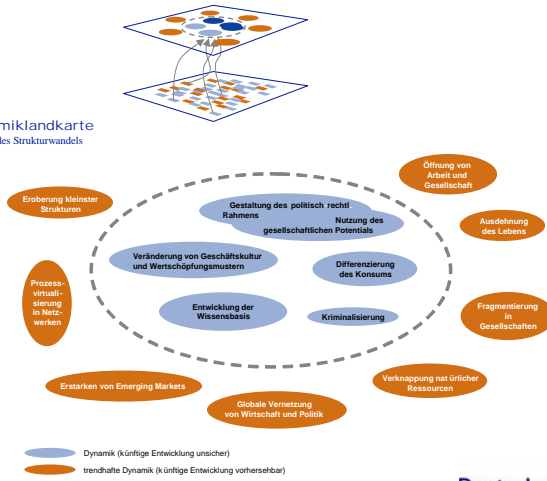 miklandkarte
des Strukturwandels
Öffnung von
Arbeit und
Gesellschaft
Eroberung kleinster
Strukturen
Gestaltung des politisch rechtl.
Rahmens
Nutzung des
gesellschaftlichen Potentials
Ausdehnung
des Lebens
Veränderung von Geschäftskultur
und Wertschöpfungsmustern
Differenzierung
des Konsums
Prozess-
virtuali-
sierung
in Netz-
werken
Entwicklung der
Wissensbasis
Kriminalisierung
Fragmentierung
in
Gesellschaften
Erstarken von Emerging Markets
Verknappung natürlicher
Ressourcen
Globale Vernetzung
von Wirtschaft und Politik
Dynamik (künftige Entwicklung unsicher)
trendhafte Dynamik (künftige Entwicklung vorhersehbar)